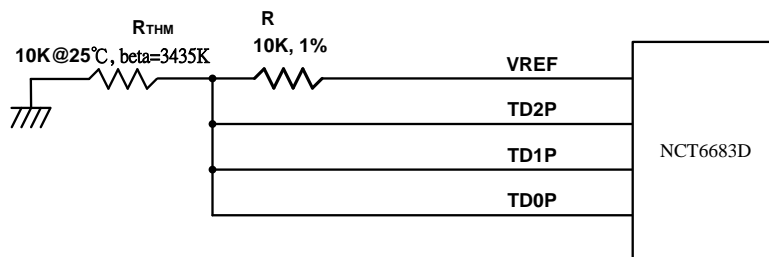 RTHM
R
10K@25℃, beta=3435K
10K, 1%
VREF
TD2P
TD1P
NCT6683D
TD0P